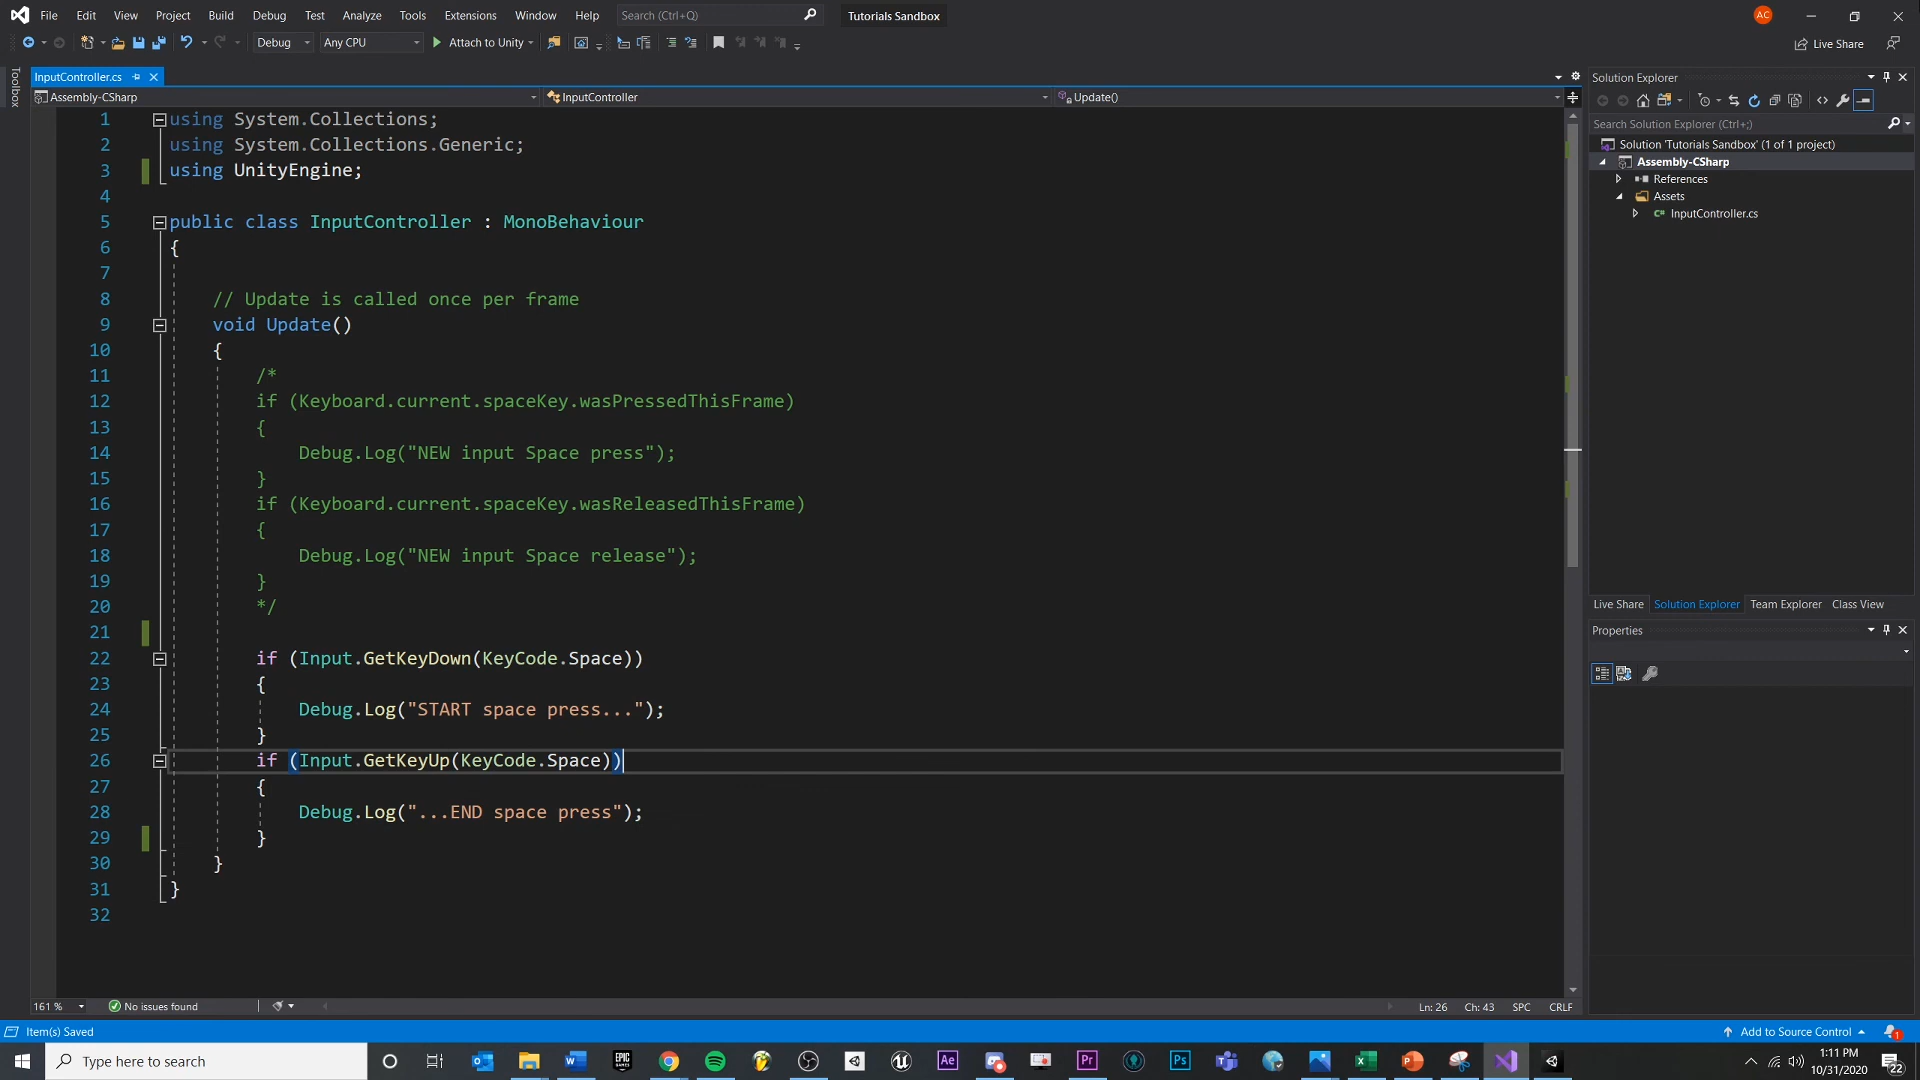 File Edit View Project Build Debug Test Analyze Tools Extensions Window Help Search (Ctrl+Q) Tutorials Sandbox AC
Debug Any CPU Attach to Unity Live Share
Toolbox
InputController.cs
Assembly-CSharp InputController Update()
1 using System.Collections;
2 using System.Collections.Generic;
3 using UnityEngine;
4
5 public class InputController : MonoBehaviour
6 {
7
8 // Update is called once per frame
9 void Update()
10 {
11 /*
12 if (Keyboard.current.spaceKey.wasPressedThisFrame)
13 {
14 Debug.Log("NEW input Space press");
15 }
16 if (Keyboard.current.spaceKey.wasReleasedThisFrame)
17 {
18 Debug.Log("NEW input Space release");
19 }
20 */
21
22 if (Input.GetKeyDown(KeyCode.Space))
23 {
24 Debug.Log("START space press...");
25 }
26 if (Input.GetKeyUp(KeyCode.Space))
27 {
28 Debug.Log("...END space press");
29 }
30 }
31 }
32
161 % No issues found Ln: 26 Ch: 43 SPC CRLF
Solution Explorer
Search Solution Explorer (Ctrl+;)
Solution 'Tutorials Sandbox' (1 of 1 project)
Assembly-CSharp
References
Assets
C# InputController.cs
Live Share Solution Explorer Team Explorer Class View
Properties
Item(s) Saved Add to Source Control 1
Type here to search
EPIC GAMES
Ae Pr Ps
1:11 PM
10/31/2020
22